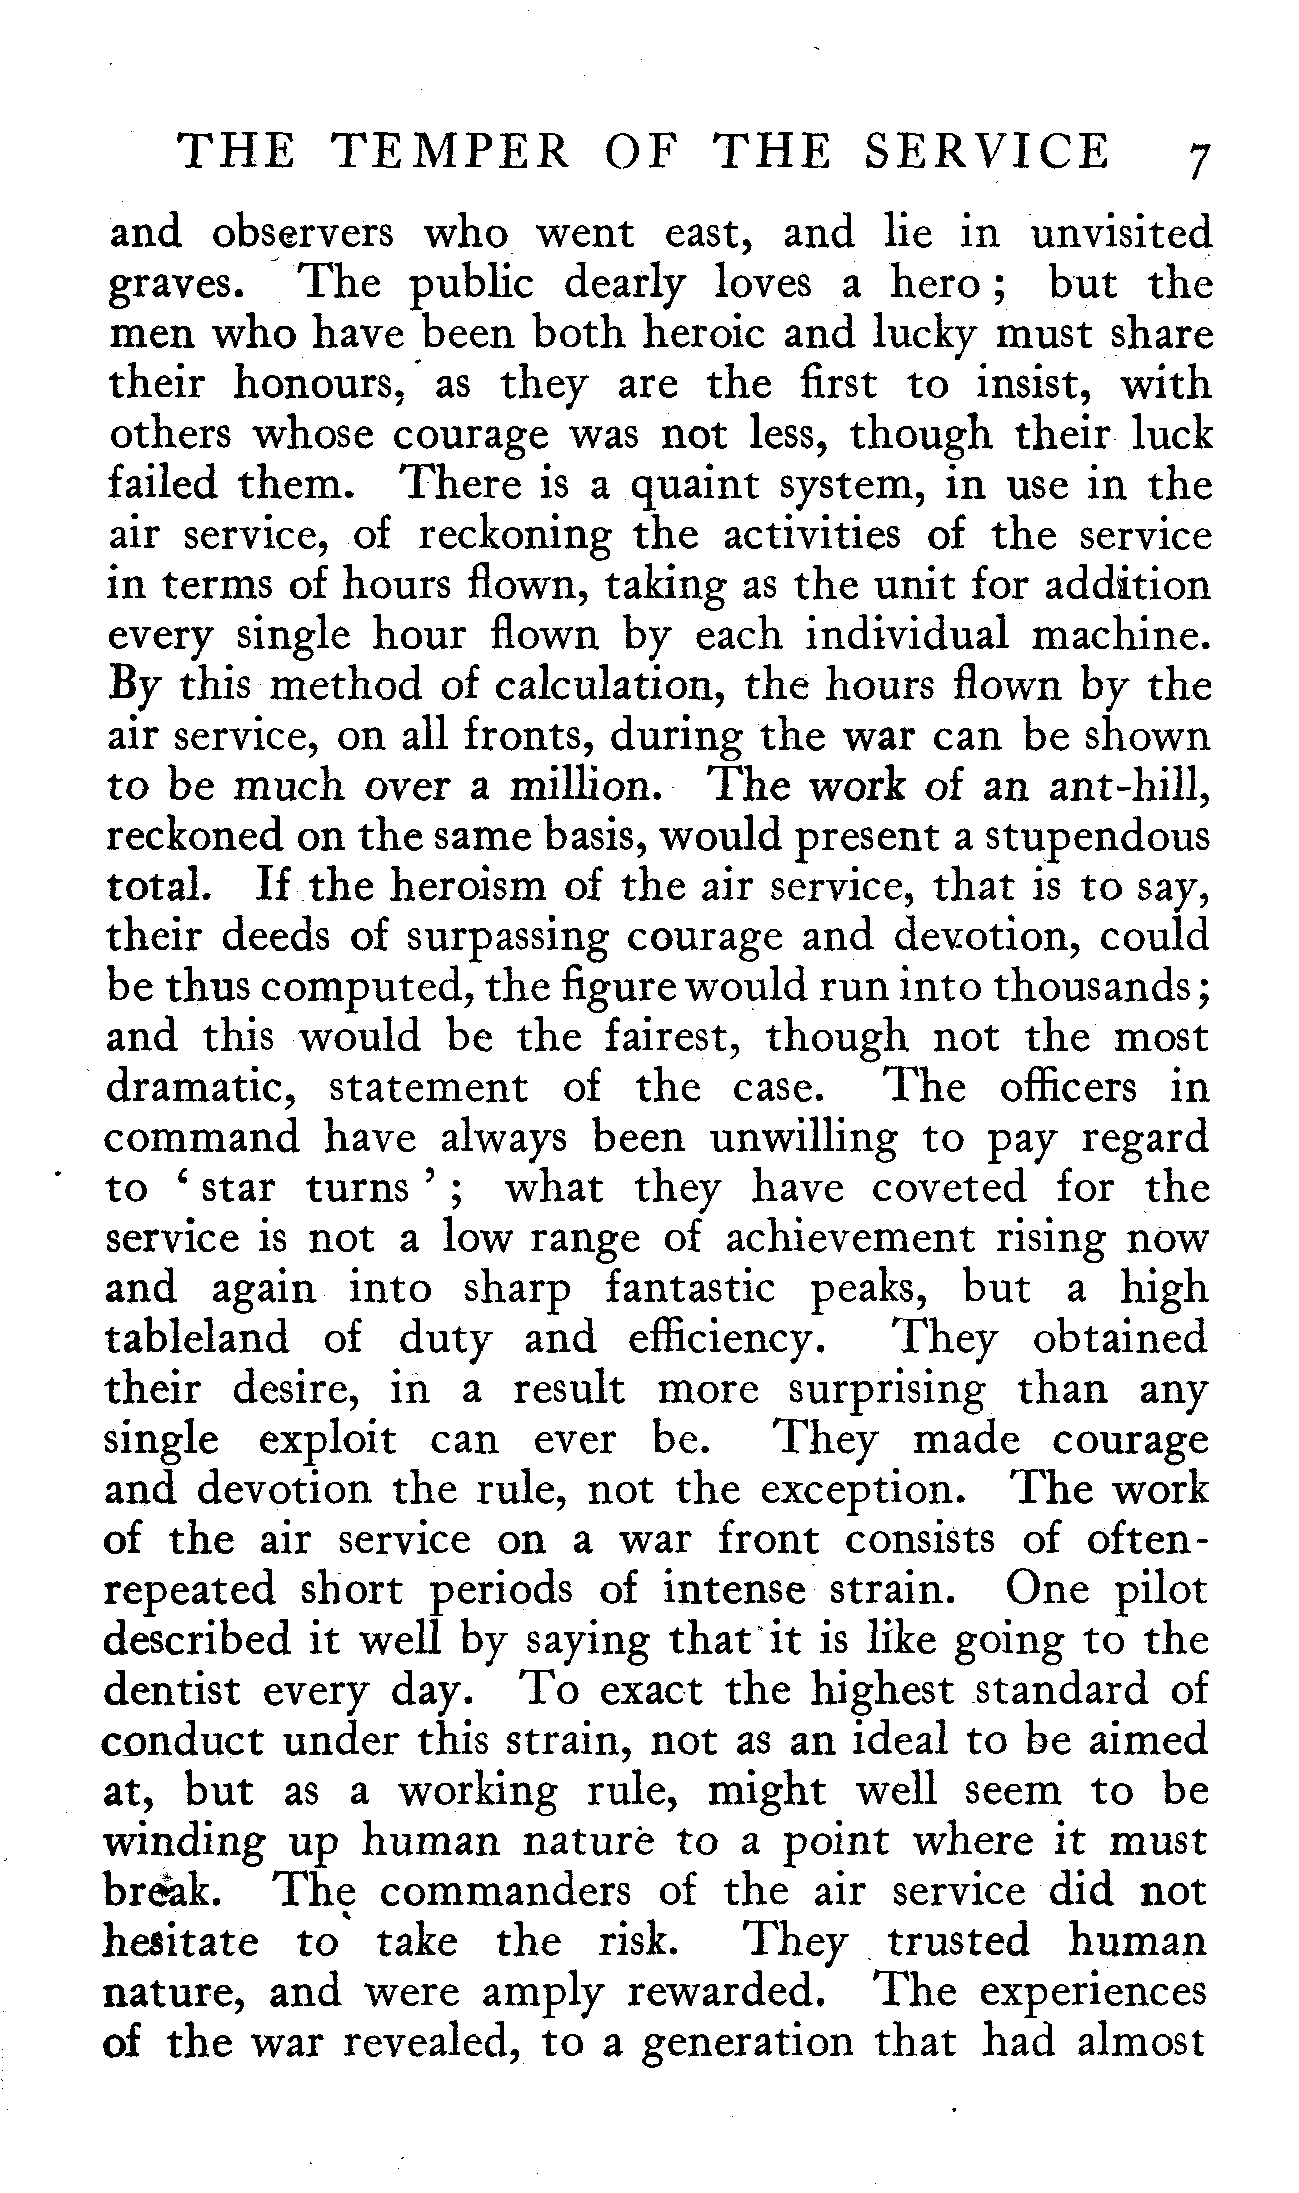 THE TEMPER OF THE SERVICE 7
and observers who went east, and lie in unvisited
graves. The public dearly loves a hero ; but the
men who have been both heroic and lucky must share
their honours, as they are the first to insist, with
others whose courage was not less, though their luck
failed them. There is a quaint system, in use in the
air service, of reckoning the activities of the service
in terms of hours flown, taking as the unit for addition
every single hour flown by each individual machine.
By this method of calculation, the hours flown by the
air service, on all fronts, during the war can be shown
to be much over a million. The work of an ant-hill,
reckoned on the same basis, would present a stupendous
total. If the heroism of the air service, that is to say,
their deeds of surpassing courage and devotion, could
be thus computed, the figure would run into thousands ;
and this would be the fairest, though not the most
dramatic, statement of the case. The officers in
command have always been unwilling to pay regard
to ‘ star turns ’ ; what they have coveted for the
service is not a low range of achievement rising now
and again into sharp fantastic peaks, but a high
tableland of duty and efficiency. They obtained
their desire, in a result more surprising than any
single exploit can ever be. They made courage
and devotion the rule, not the exception. The work
of the air service on a war front consists of often-
repeated short periods of intense strain. One pilot
described it well by saying that it is like going to the
dentist every day. To exact the highest standard of
conduct under this strain, not as an ideal to be aimed
at, but as a working rule, might well seem to be
winding up human nature to a point where it must
break. The commanders of the air service did not
hesitate to take the risk. They trusted human
nature, and were amply rewarded. The experiences
of the war revealed, to a generation that had almost